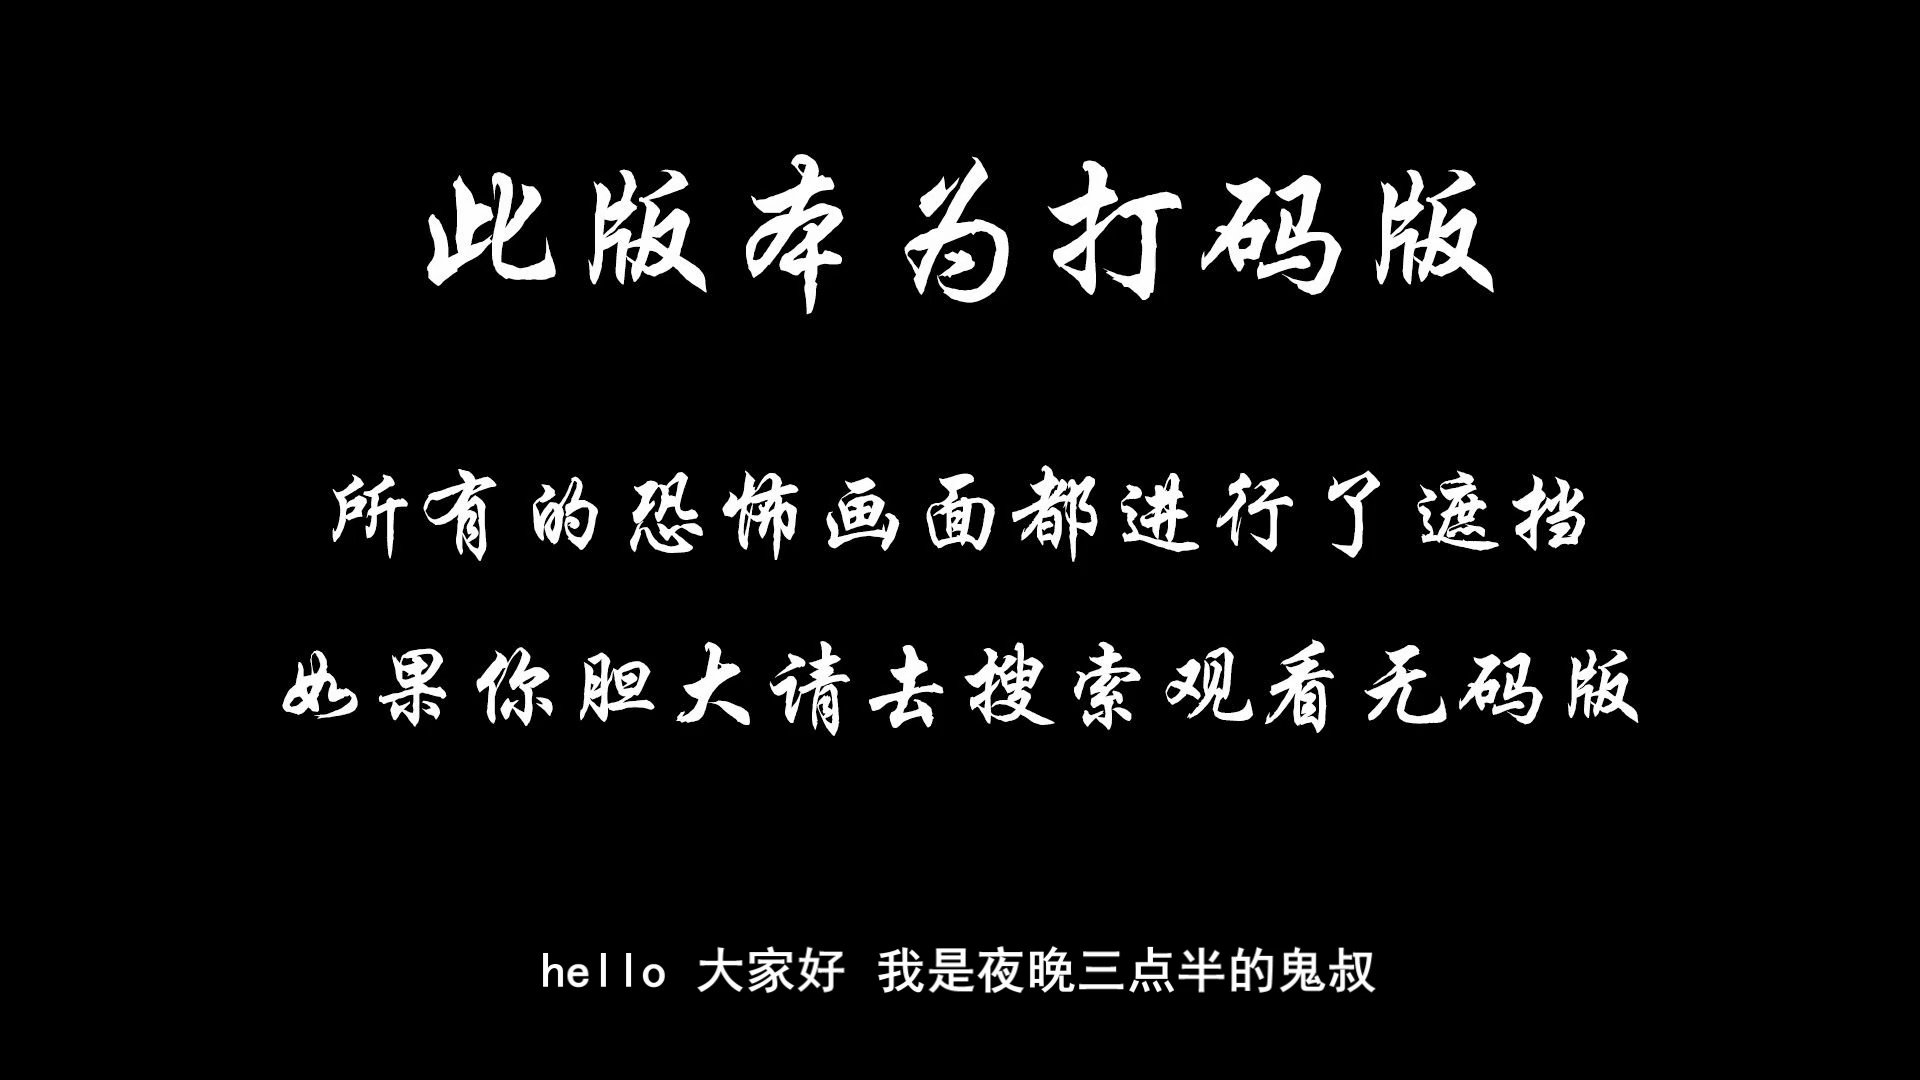 此版本为打码版
所有的恐怖画面都进行了遮挡
如果你胆大请去搜索观看无码版
hello 大家好 我是夜晚三点半的鬼叔